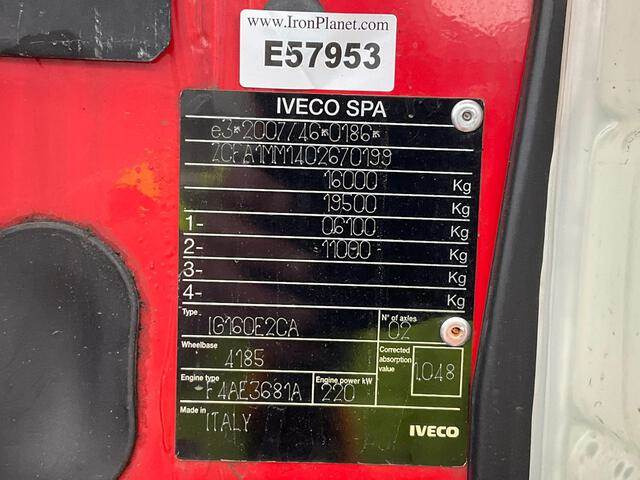 www.IronPlanet.com
E57953
IVECO SPA
e3*2007/46*0186*
ZCFA1MM1402670199
16000 Kg
19500 Kg
1- 06100 Kg
2- 11000 Kg
3- Kg
4- Kg
Type IG160E2CA N° of axles 02
Wheelbase 4185
Corrected absorption value 1.048
Engine type F4AE3681A Engine power kW 220
Made in ITALY
IVECO